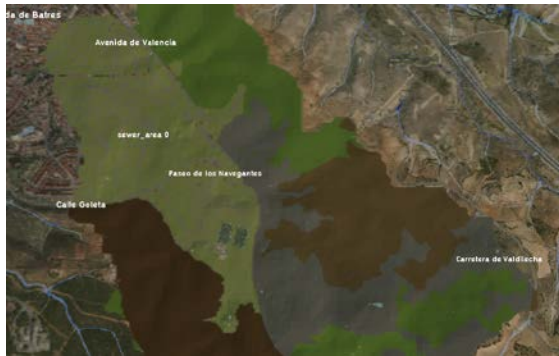 da de Batres
Avenida de Valencia
sewer_area 0
Paseo de los Navegantes
Calle Goleta
Carretera de Valdilecha